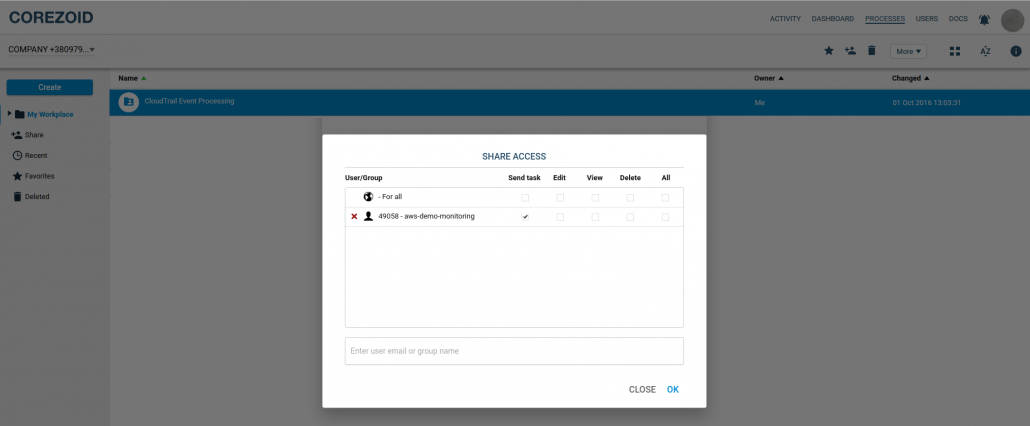 COREZOID
ACTIVITY DASHBOARD PROCESSES USERS DOCS
COMPANY +380979...
More
AZ
Create
My Workplace
Share
Recent
Favorites
Deleted
Name Owner Changed
CloudTrail Event Processing Me 01 Oct 2016 13:03:31
SHARE ACCESS
User/Group Send task Edit View Delete All
- For all
49058 - aws-demo-monitoring
Enter user email or group name
CLOSE OK